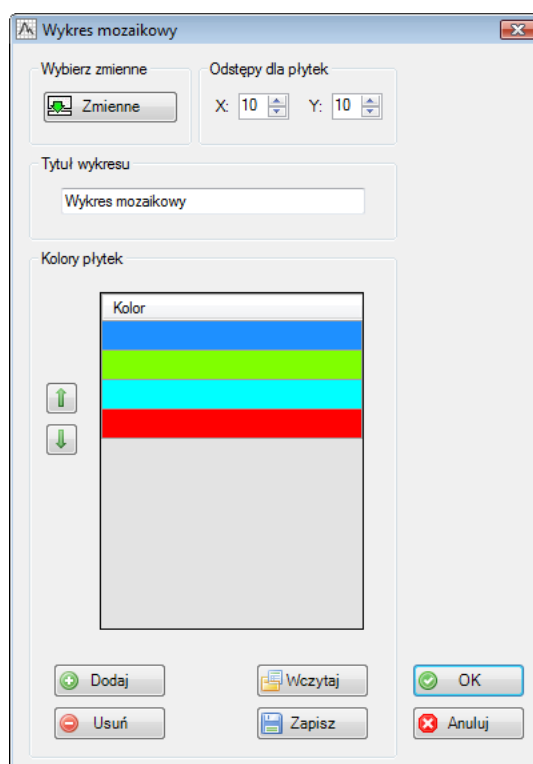 Wykres mozaikowy
Wybierz zmienne
Zmienne
Odstępy dla płytek
X: 10 Y: 10
Tytuł wykresu
Wykres mozaikowy
Kolory płytek
Kolor
Dodaj
Wczytaj
OK
Usuń
Zapisz
Anuluj